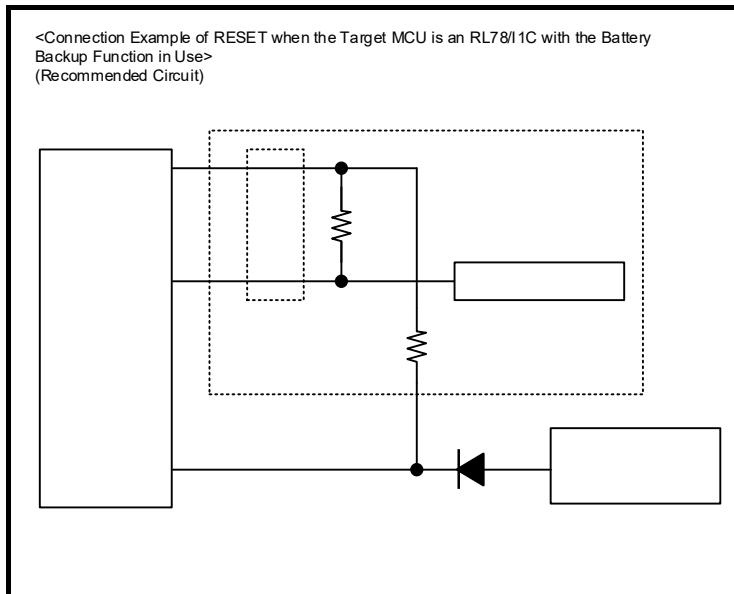 <Connection Example of RESET when the Target MCU is an RL78/I1C with the Battery
Backup Function in Use>
(Recommended Circuit)